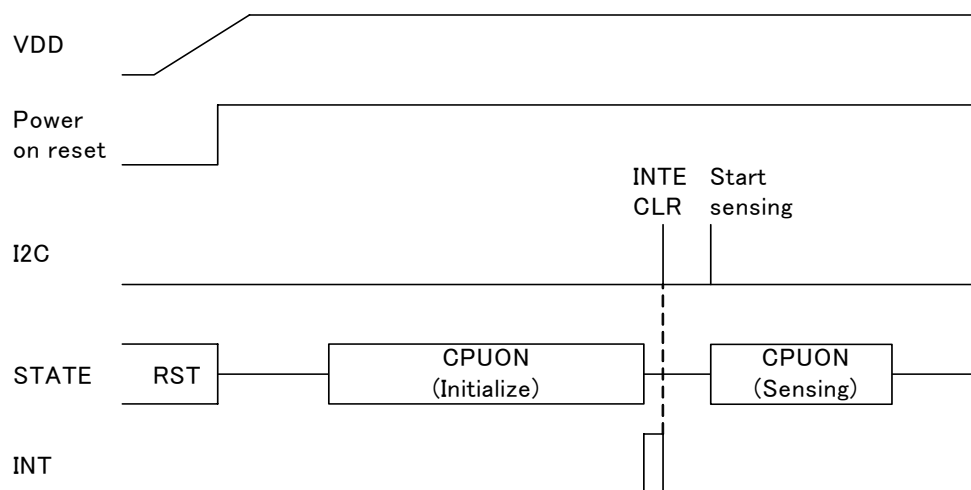 VDD
Power
on reset
INTE Start
CLR sensing
I2C
STATE RST CPUON CPUON
(Initialize) (Sensing)
INT